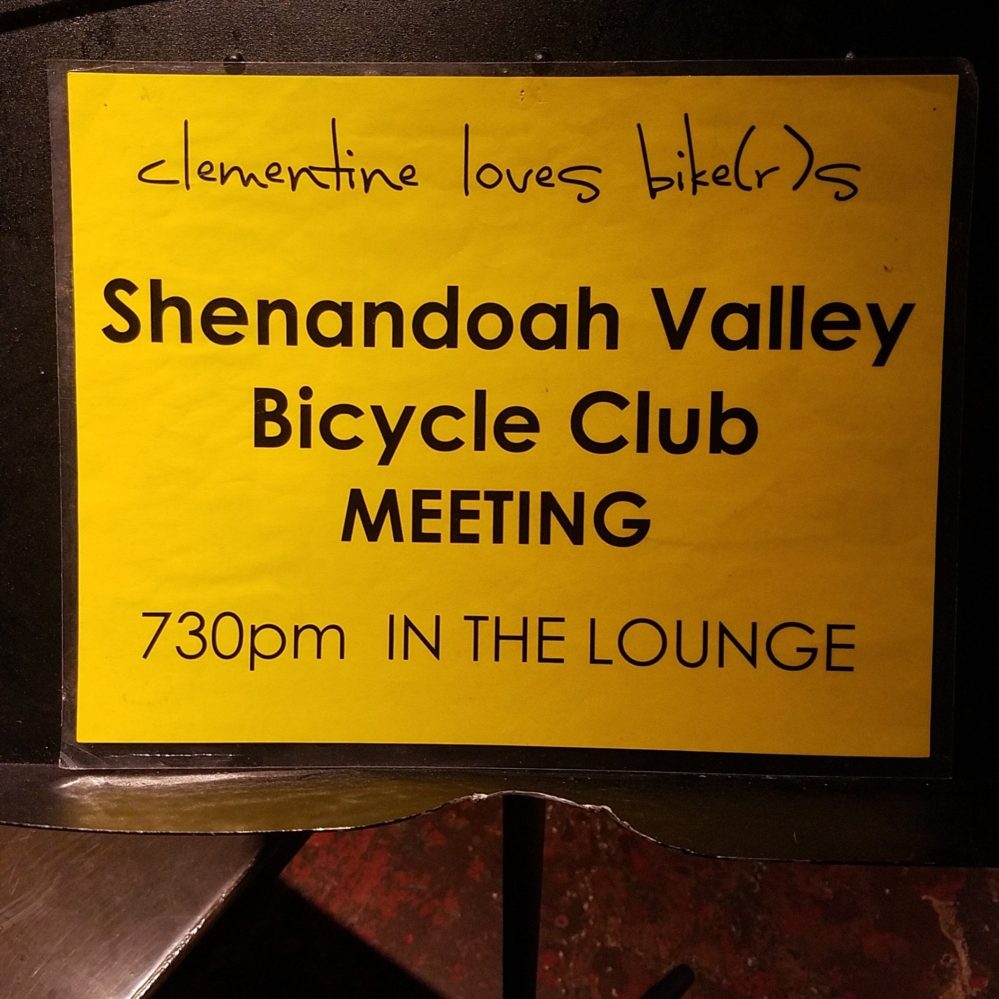 clementine loves bike(r)s
Shenandoah Valley
Bicycle Club
MEETING
730pm IN THE LOUNGE